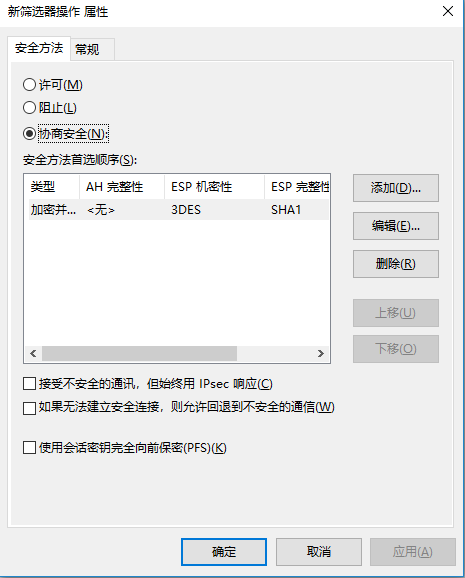 新筛选器操作 属性
安全方法 常规
许可(M)
阻止(L)
协商安全(N):
安全方法首选顺序(S):
类型 AH 完整性 ESP 机密性 ESP 完整性
加密并... <无> 3DES SHA1
添加(D)...
编辑(E)...
删除(R)
上移(U)
下移(O)
接受不安全的通讯，但始终用 IPsec 响应(C)
如果无法建立安全连接，则允许回退到不安全的通信(W)
使用会话密钥完全向前保密(PFS)(K)
确定 取消 应用(A)